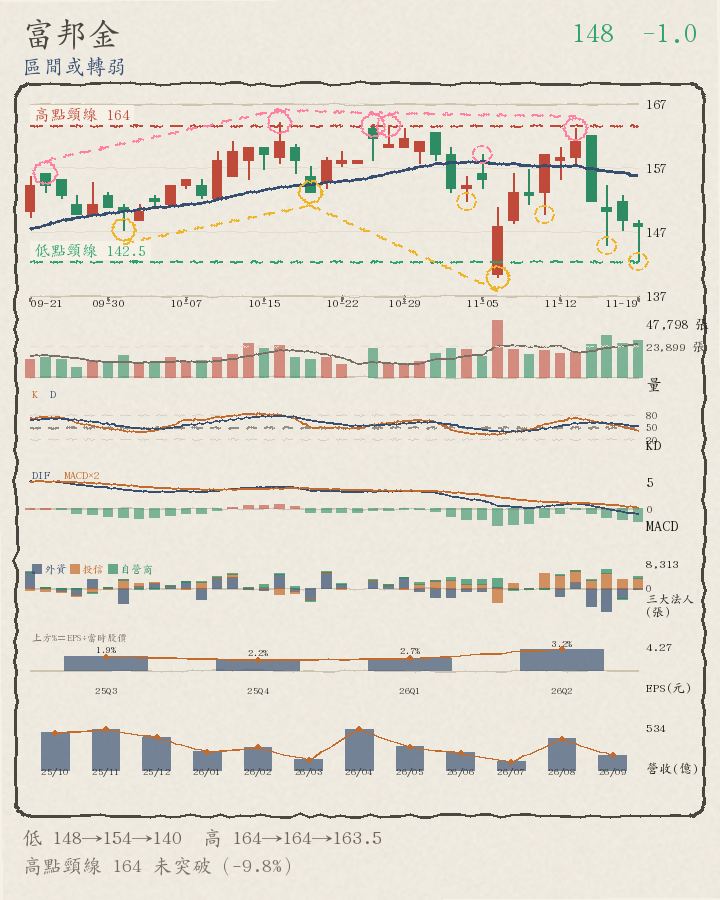 富邦金
148 -1.0
區間或轉弱
167
高點頸線 164
157
低點頸線 142.5
147
137
09-21 09-30 10-07 10-15 10-22 10-29 11-05 11-12 11-19
47,798 張
23,899 張
量
K D
80
50
20
KD
DIF MACD×2
5
0
MACD
外資 投信 自營商
8,313
0
三大法人
(張)
上方%=EPS÷當時股價
1.9% 2.2% 2.7% 3.2%
4.27
25Q3 25Q4 26Q1 26Q2
EPS(元)
534
25/10 25/11 25/12 26/01 26/02 26/03 26/04 26/05 26/06 26/07 26/08 26/09
營收(億)
低 148→154→140 高 164→164→163.5
高點頸線 164 未突破 (-9.8%)